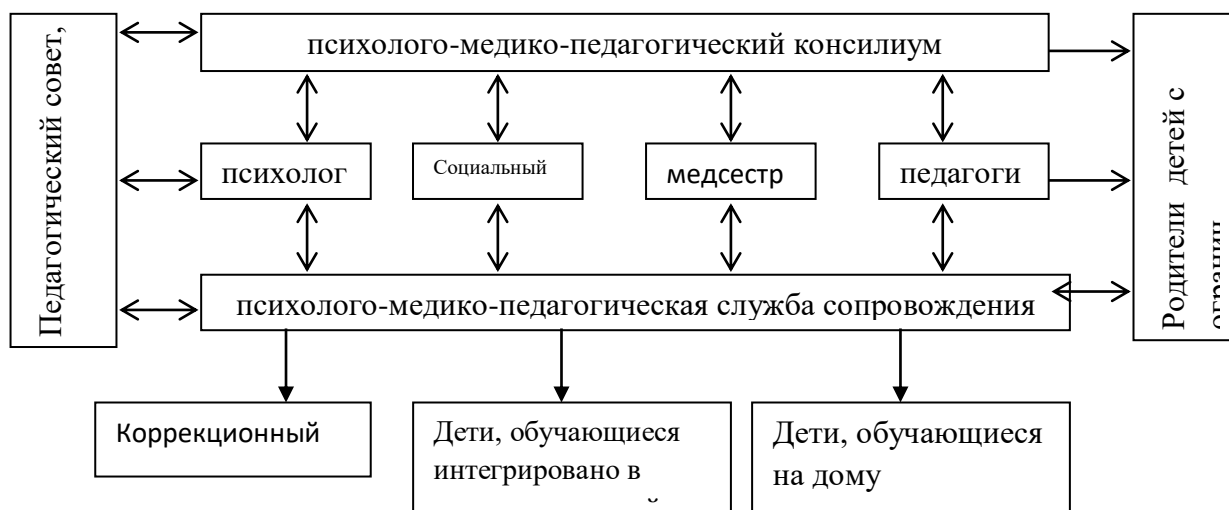 Педагогический совет,
психолого-медико-педагогический консилиум
психолог
Социальный
медсестр
педагоги
Родители детей с
огранич
психолого-медико-педагогическая служба сопровождения
Коррекционный
Дети, обучающиеся
интегрировано в
Дети, обучающиеся
на дому